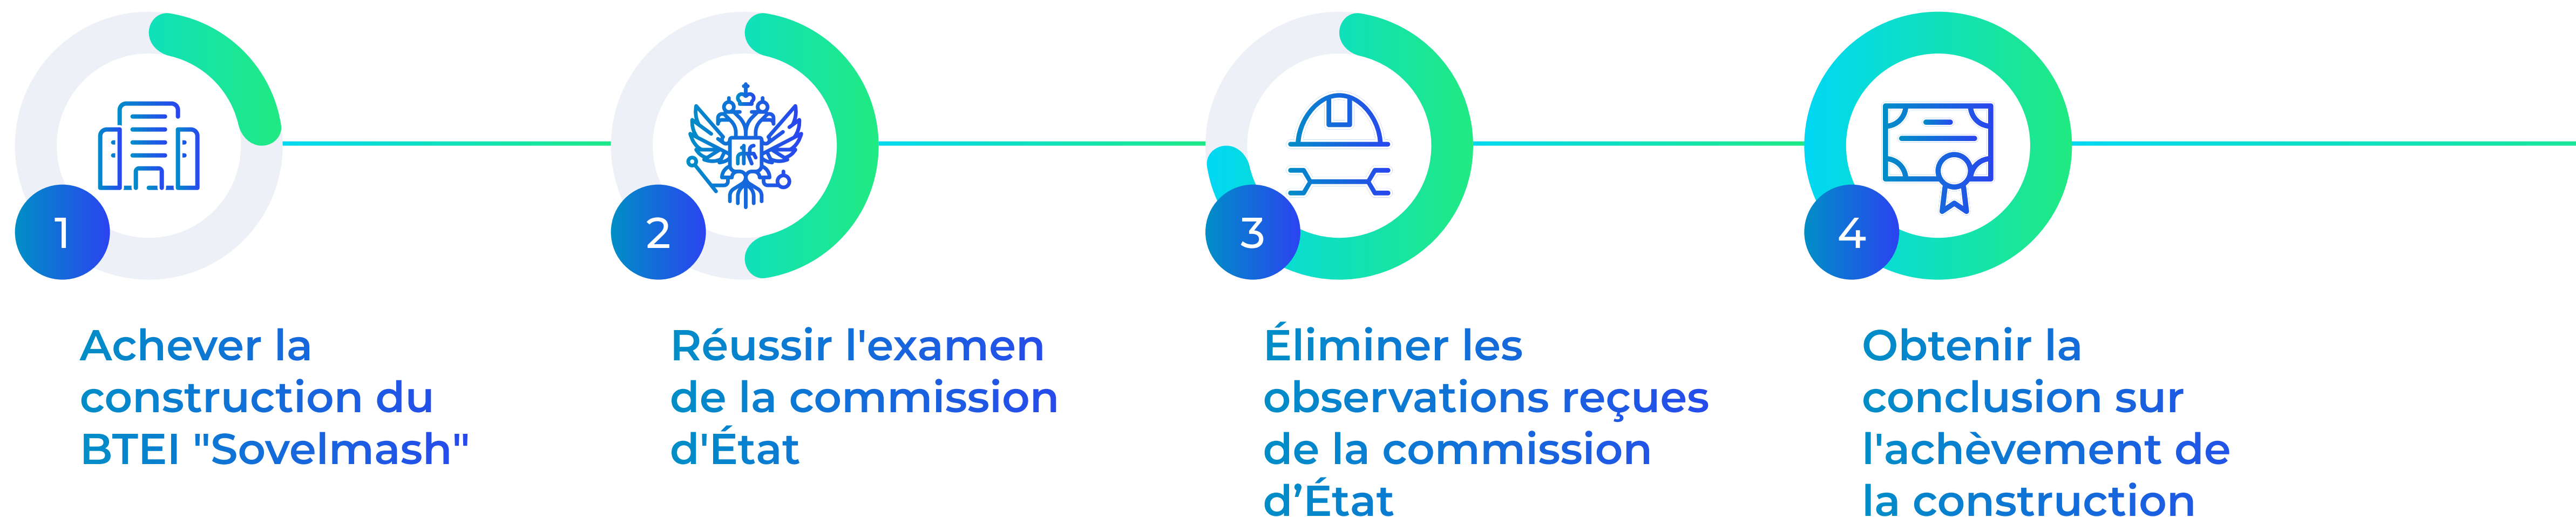 1
Achever la
construction du
BTEI "Sovelmash"
2
Réussir l'examen
de la commission
d'État
3
Éliminer les
observations reçues
de la commission
d’État
4
Obtenir la
conclusion sur
l'achèvement de
la construction